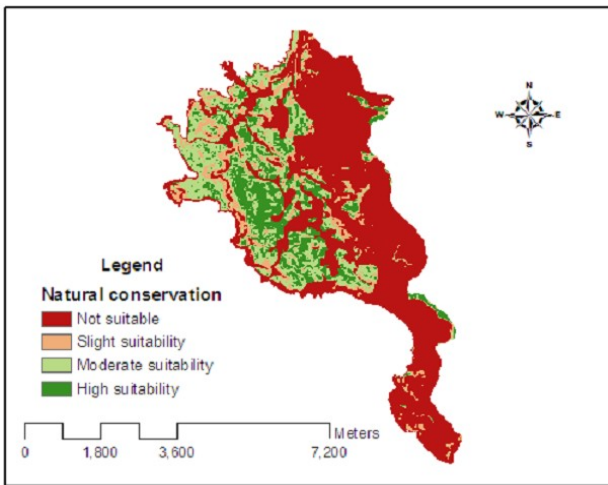 N
W E
S
Legend
Natural conservation
Not suitable
Slight suitability
Moderate suitability
High suitability
Meters
0 1,800 3,600 7,200